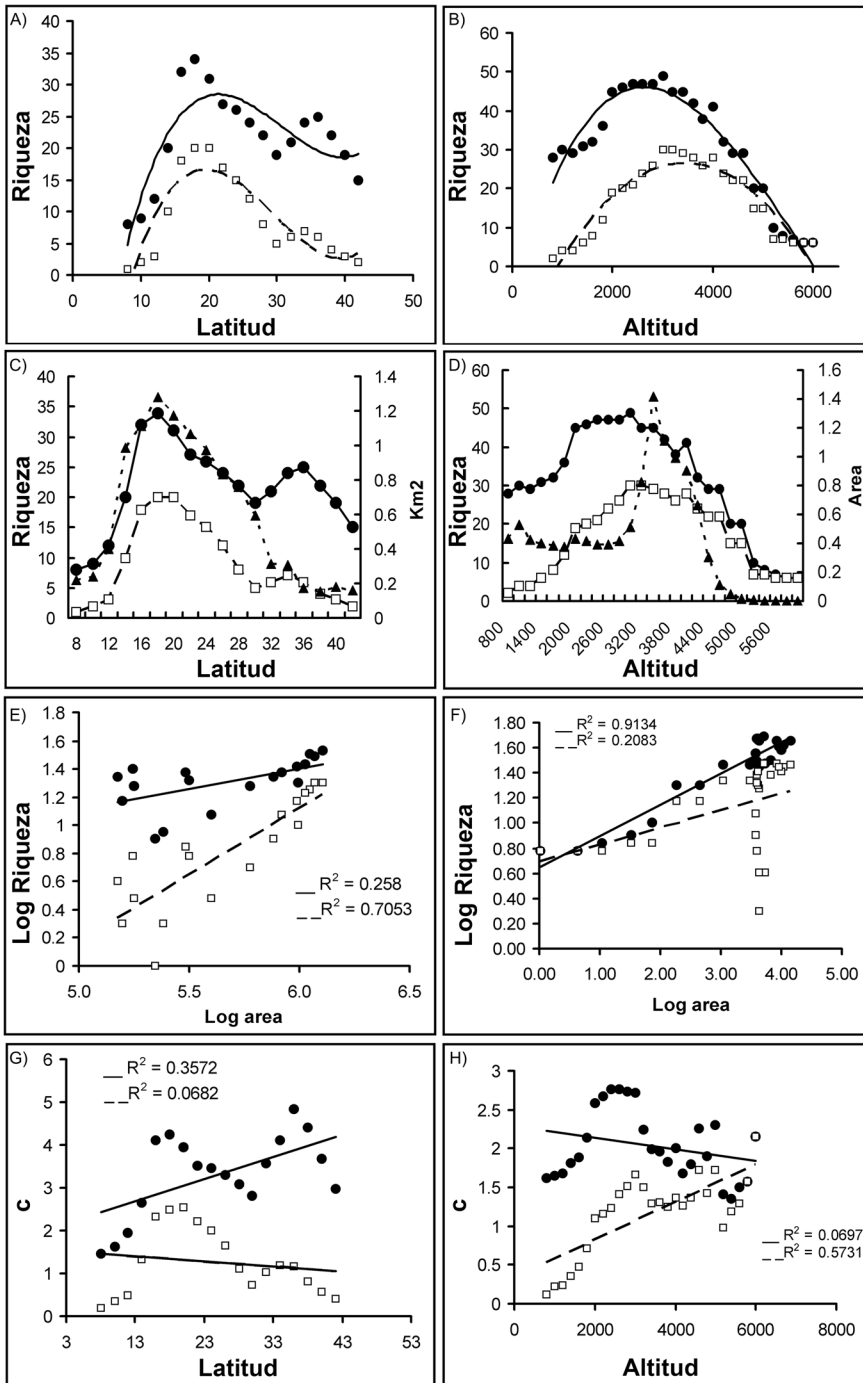 A)
40
35
30
25
20
15
10
5
0
Riqueza
0 10 20 30 40 50
Latitud
B)
60
50
40
30
20
10
0
Riqueza
0 2000 4000 6000
Altitud
C)
40
35
30
25
20
15
10
5
0
Riqueza
1.4
1.2
1
0.8
0.6
0.4
0.2
0
Km2
8 12 16 20 24 26 30 34 36 40
Latitud
D)
60
50
40
30
20
10
0
Riqueza
1.6
1.4
1.2
1
0.8
0.6
0.4
0.2
0
Area
800 1400 2000 2600 3200 3800 4400 5000 5600
Altitud
E)
1.8
1.6
1.4
1.2
1
0.8
0.6
0.4
0.2
0
Log Riqueza
R² = 0.258
R² = 0.7053
5.0 5.5 6.0 6.5
Log area
F)
R² = 0.9134
R² = 0.2083
1.80
1.60
1.40
1.20
1.00
0.80
0.60
0.40
0.20
0.00
Log Riqueza
0.00 1.00 2.00 3.00 4.00 5.00
Log area
G)
R² = 0.3572
R² = 0.0682
6
5
4
3
2
1
0
c
3 13 23 33 43 53
Latitud
H)
3
2.5
2
1.5
1
0.5
0
c
R² = 0.0697
R² = 0.5731
0 2000 4000 6000 8000
Altitud